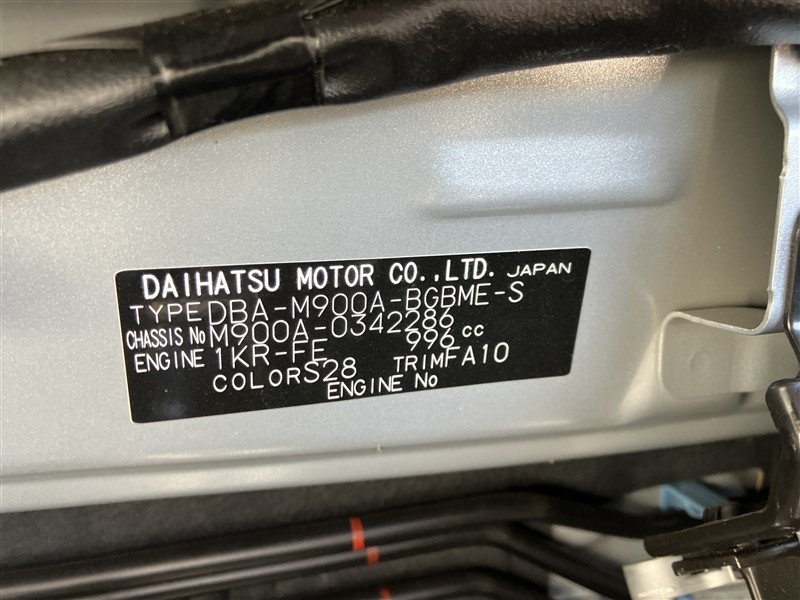 DAIHATSU MOTOR CO.,LTD. JAPAN
TYPE DBA-M900A-BGBME-S
CHASSIS No M900A-0342286
ENGINE 1KR-FE 996 cc
COLOR S28 TRIM FA10
ENGINE No